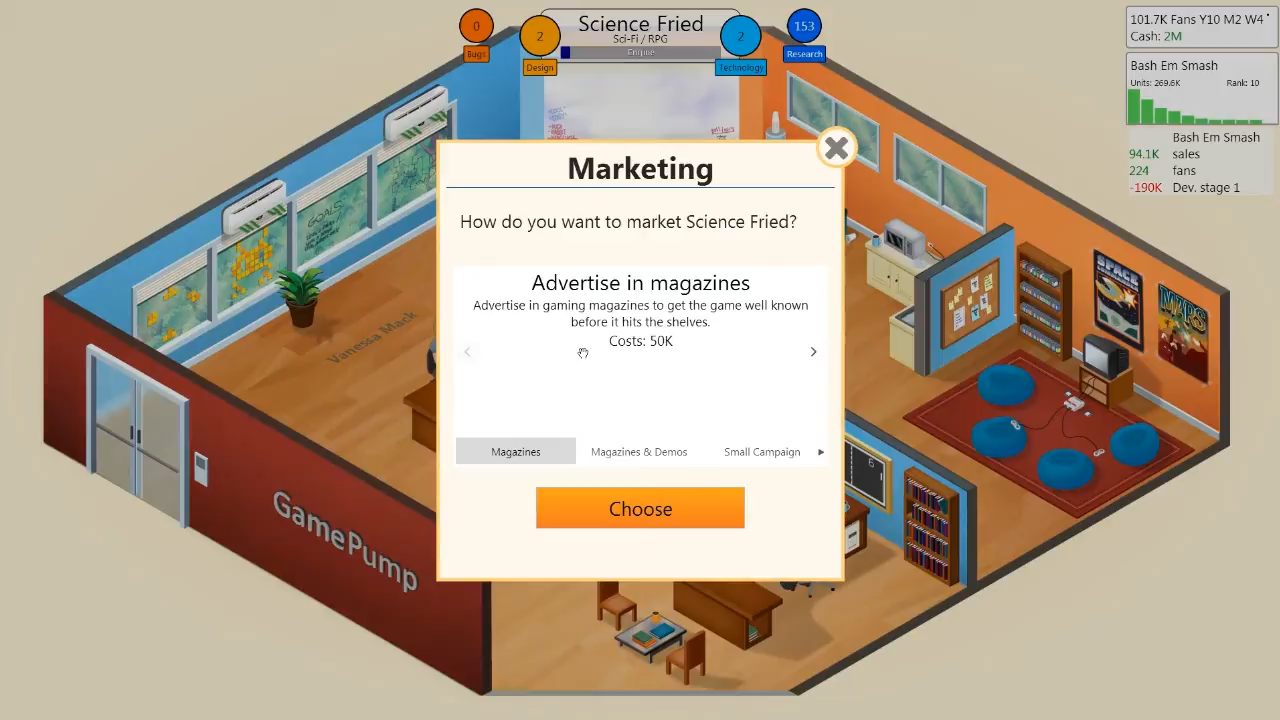 0
Bugs
2
Design
Science Fried
Sci-Fi / RPG
Engine
2
Technology
153
Research
101.7K Fans Y10 M2 W4
Cash: 2M
Bash Em Smash
Units: 269.6K Rank: 10
Bash Em Smash
94.1K sales
224 fans
-190K Dev. stage 1
Marketing
How do you want to market Science Fried?
Advertise in magazines
Advertise in gaming magazines to get the game well known
before it hits the shelves.
Costs: 50K
Magazines
Magazines & Demos
Small Campaign
Choose
GOALS
Vanessa Mack
GamePump
SPACE
MARS
6